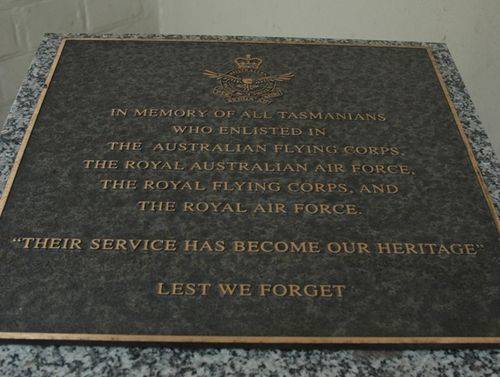 IN MEMORY OF ALL TASMANIANS
WHO ENLISTED IN
THE AUSTRALIAN FLYING CORPS,
THE ROYAL AUSTRALIAN AIR FORCE,
THE ROYAL FLYING CORPS, AND
THE ROYAL AIR FORCE.
"THEIR SERVICE HAS BECOME OUR HERITAGE"
LEST WE FORGET